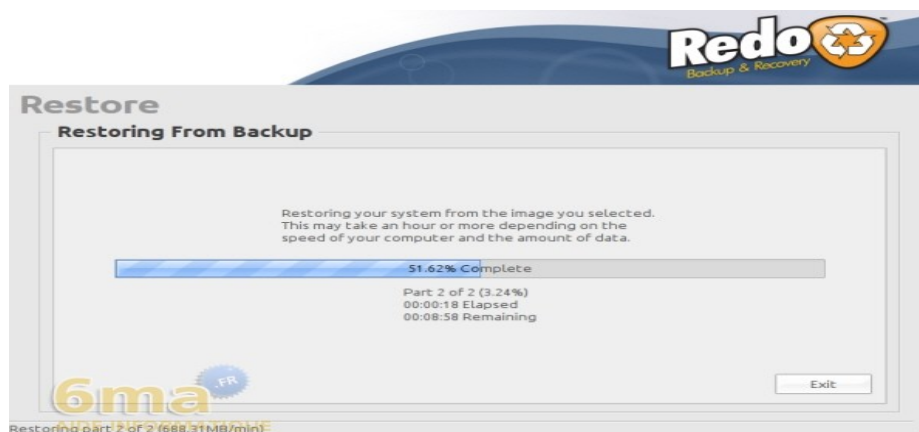 Redo
Backup & Recovery
Restore
Restoring From Backup
Restoring your system from the image you selected.
This may take an hour or more depending on the
speed of your computer and the amount of data.
51.62% Complete
Part 2 of 2 (3.24%)
00:00:18 Elapsed
00:08:58 Remaining
Exit
6ma
.FR
AIDE INFORMATIQUE
Restoring part 2 of 2 (688.31MB/min)